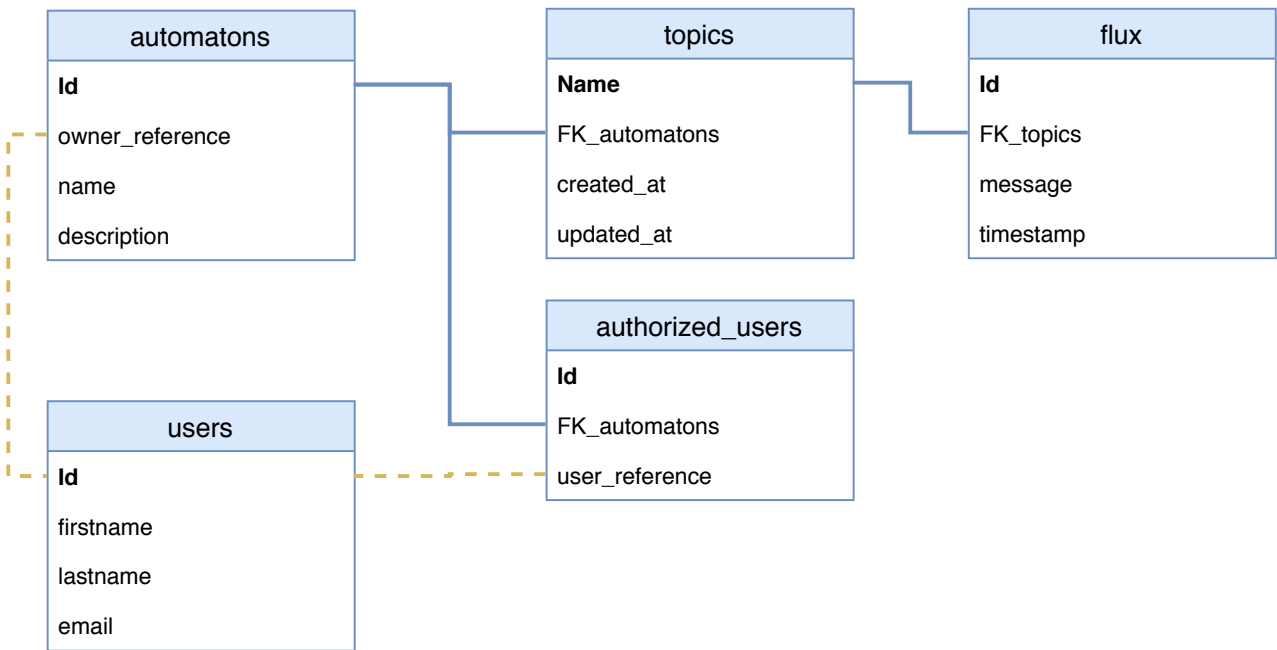 automatons
Id
owner_reference
name
description
topics
Name
FK_automatons
created_at
updated_at
flux
Id
FK_topics
message
timestamp
authorized_users
Id
FK_automatons
user_reference
users
Id
firstname
lastname
email